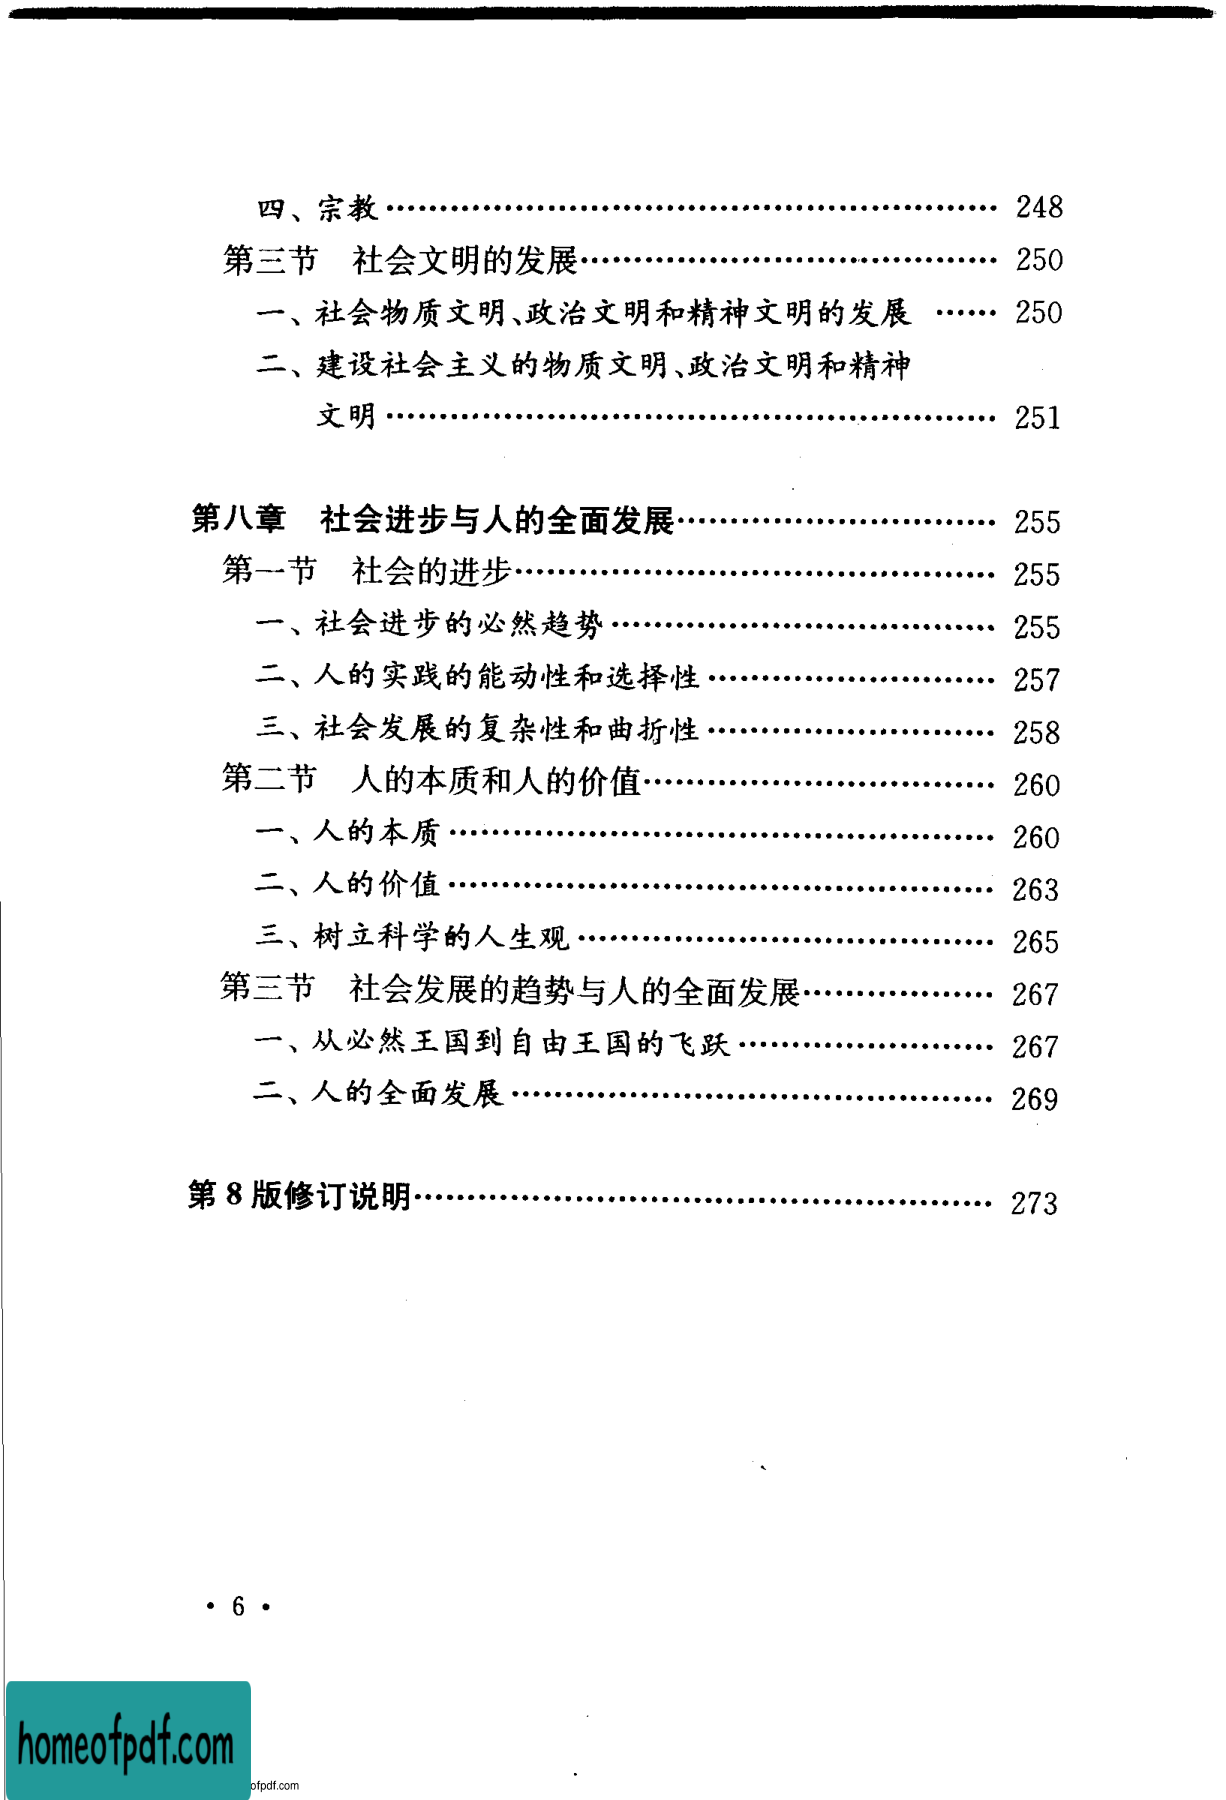 四、宗教………………………………………………… 248
第三节　社会文明的发展………………………………… 250
一、社会物质文明、政治文明和精神文明的发展 …… 250
二、建设社会主义的物质文明、政治文明和精神
文明………………………………………………… 251
第八章　社会进步与人的全面发展………………………… 255
第一节　社会的进步……………………………………… 255
一、社会进步的必然趋势……………………………… 255
二、人的实践的能动性和选择性……………………… 257
三、社会发展的复杂性和曲折性……………………… 258
第二节　人的本质和人的价值…………………………… 260
一、人的本质…………………………………………… 260
二、人的价值…………………………………………… 263
三、树立科学的人生观………………………………… 265
第三节　社会发展的趋势与人的全面发展……………… 267
一、从必然王国到自由王国的飞跃…………………… 267
二、人的全面发展……………………………………… 269
第 8 版修订说明……………………………………………… 273
· 6 ·
homeofpdf.com
ofpdf.com